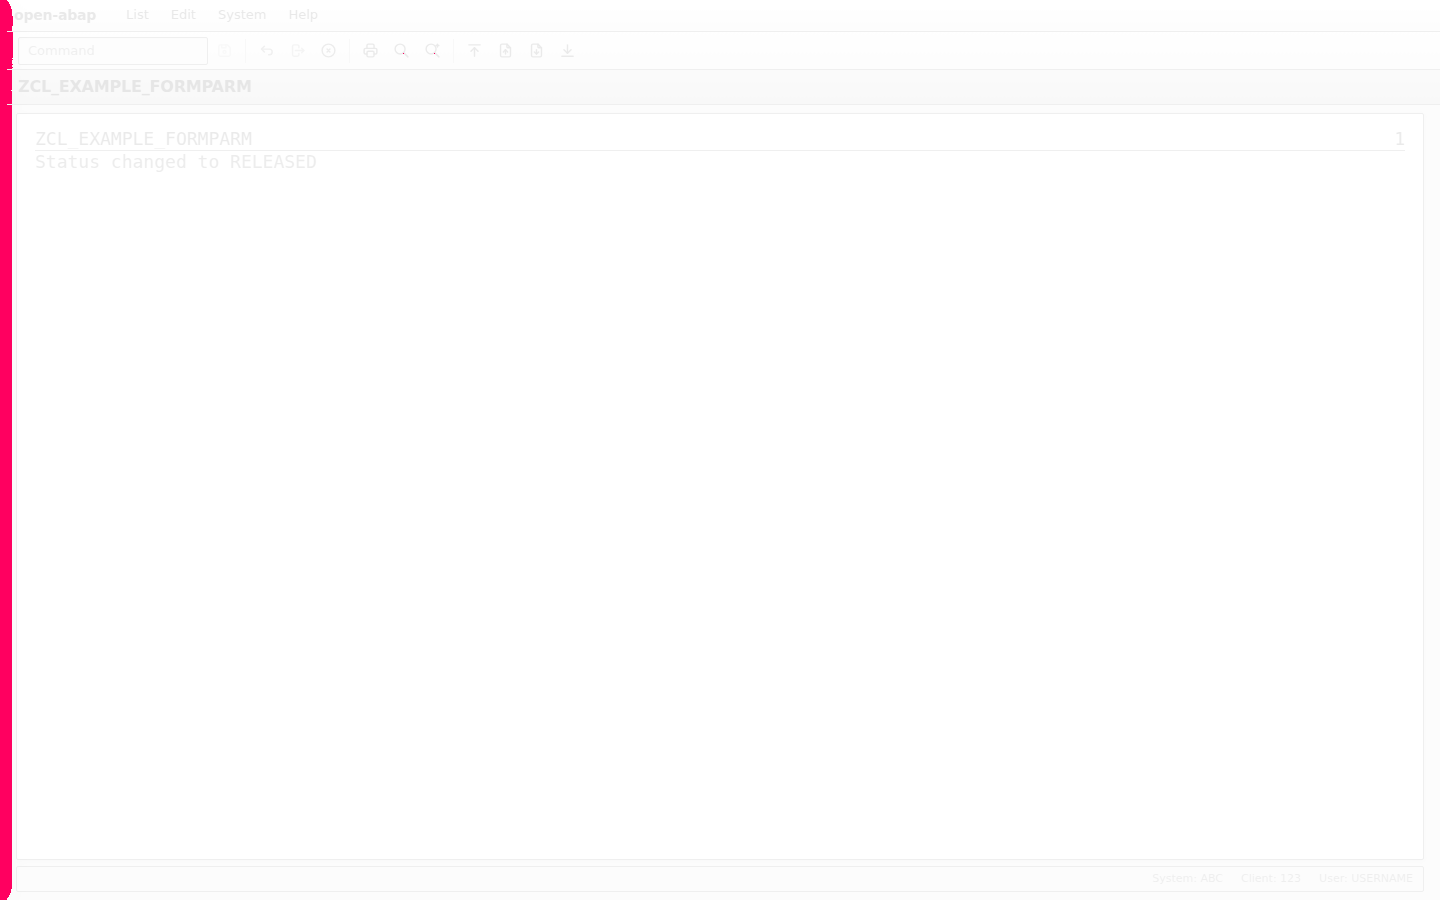 open-abap List Edit System Help
Command
ZCL_EXAMPLE_FORMPARM
ZCL_EXAMPLE_FORMPARM 1
Status changed to RELEASED
System: ABC Client: 123 User: USERNAME